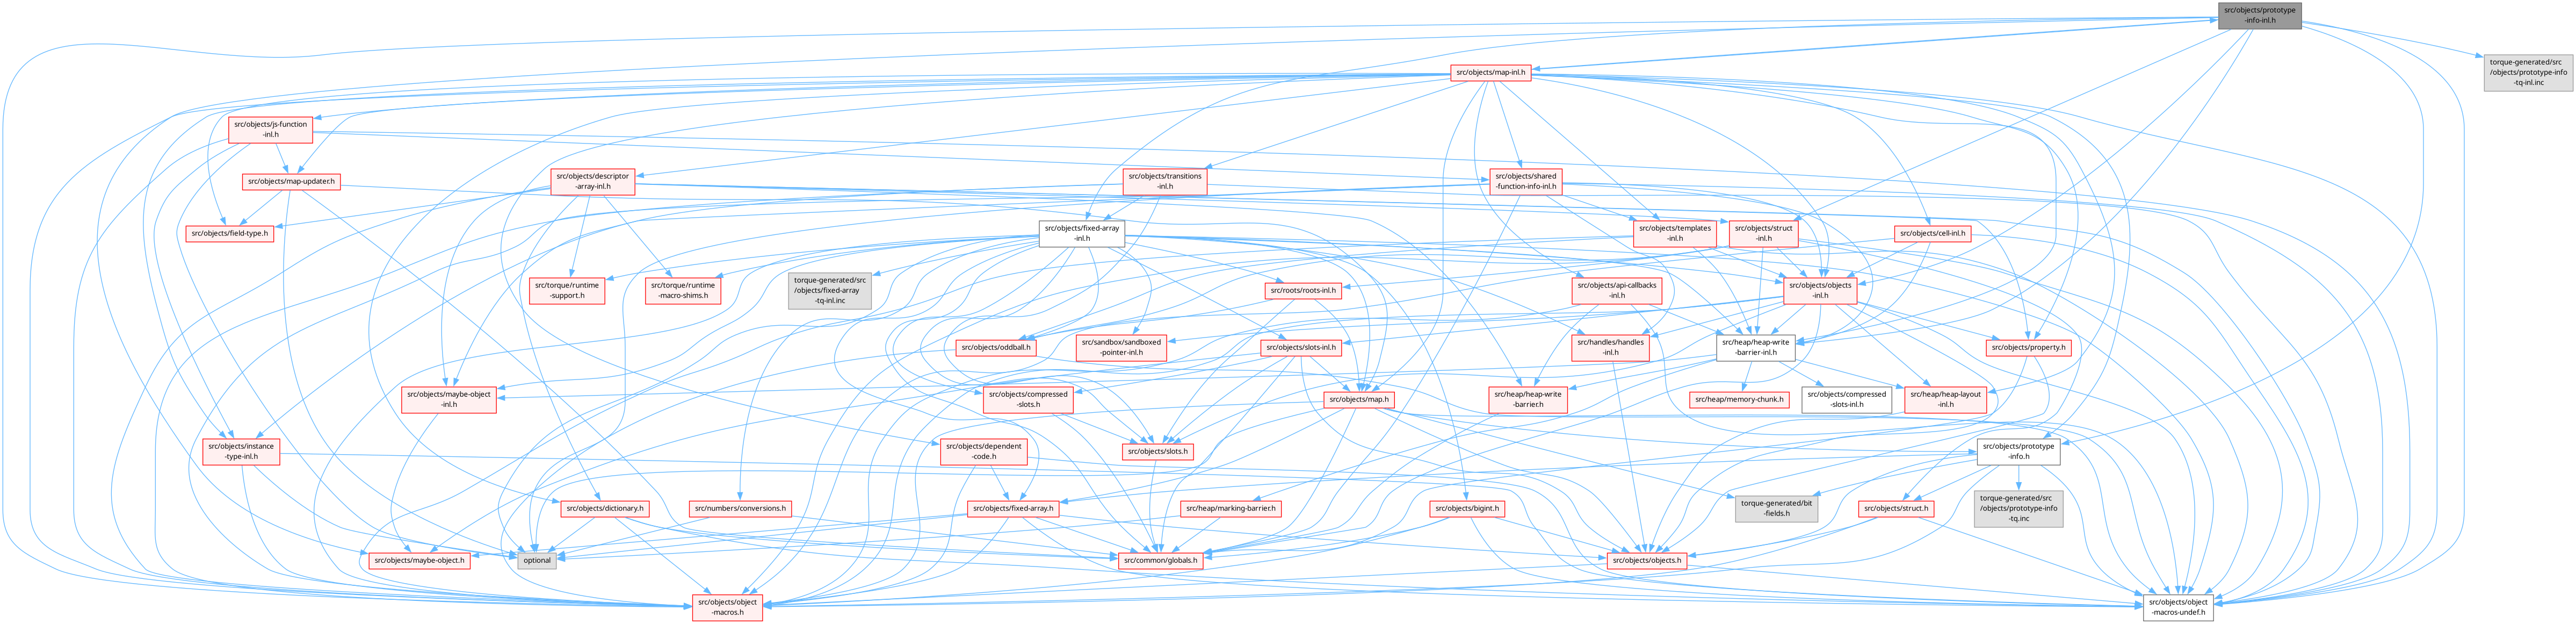 src/objects/prototype
-info-inl.h
src/objects/map-inl.h
torque-generated/src
/objects/prototype-info
-tq-inl.inc
src/objects/js-function
-inl.h
src/objects/map-updater.h
src/objects/descriptor
-array-inl.h
src/objects/transitions
-inl.h
src/objects/shared
-function-info-inl.h
src/objects/field-type.h
src/objects/fixed-array
-inl.h
src/objects/templates
-inl.h
src/objects/struct
-inl.h
src/objects/cell-inl.h
src/torque/runtime
-support.h
src/torque/runtime
-macro-shims.h
torque-generated/src
/objects/fixed-array
-tq-inl.inc
src/roots/roots-inl.h
src/objects/api-callbacks
-inl.h
src/objects/objects
-inl.h
src/objects/oddball.h
src/sandbox/sandboxed
-pointer-inl.h
src/objects/slots-inl.h
src/handles/handles
-inl.h
src/heap/heap-write
-barrier-inl.h
src/objects/property.h
src/objects/maybe-object
-inl.h
src/objects/compressed
-slots.h
src/objects/map.h
src/heap/heap-write
-barrier.h
src/heap/memory-chunk.h
src/objects/compressed
-slots-inl.h
src/heap/heap-layout
-inl.h
src/objects/instance
-type-inl.h
src/objects/dependent
-code.h
src/objects/slots.h
src/objects/prototype
-info.h
src/objects/dictionary.h
src/numbers/conversions.h
src/objects/fixed-array.h
src/heap/marking-barrier.h
src/objects/bigint.h
torque-generated/bit
-fields.h
src/objects/struct.h
torque-generated/src
/objects/prototype-info
-tq.inc
src/objects/maybe-object.h
optional
src/common/globals.h
src/objects/objects.h
src/objects/object
-macros.h
src/objects/object
-macros-undef.h